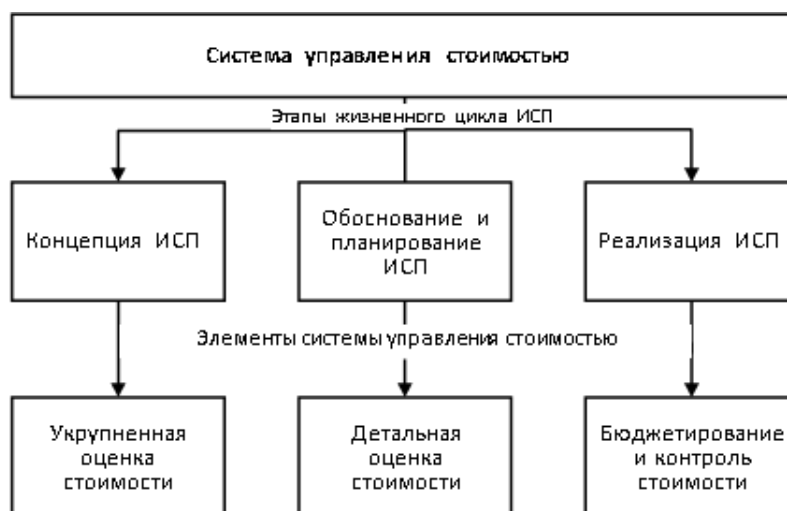 Система управления стоимостью
Этапы жизненного цикла ИСП
Концепция ИСП
Обоснование и
планирование
ИСП
Реализация ИСП
Элементы системы управления стоимостью
Укрупненная
оценка
стоимости
Детальная
оценка
стоимости
Бюджетирование
и контроль
стоимости